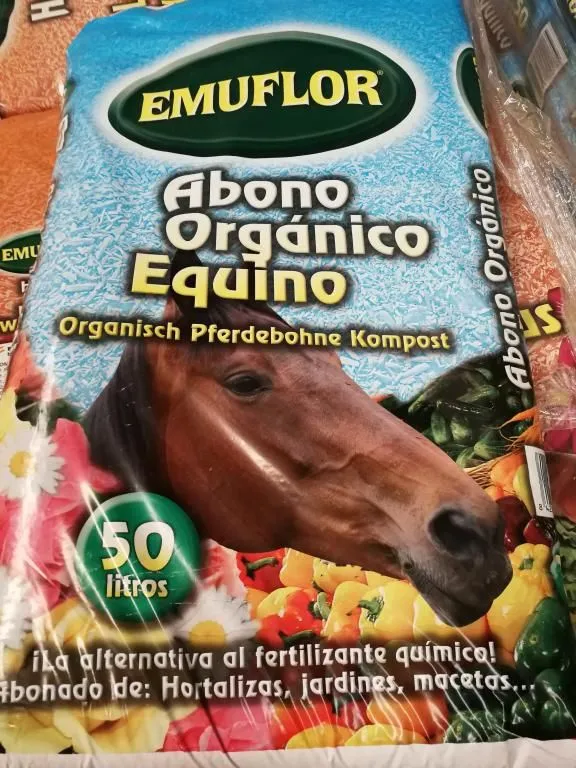 EMUFLOR
Abono
Orgánico
Equino
Organisch Pferdebohne Kompost
50
litros
¡La alternativa al fertilizante químico!
Abonado de: Hortalizas, jardines, macetas...
Abono Orgánico
EMU